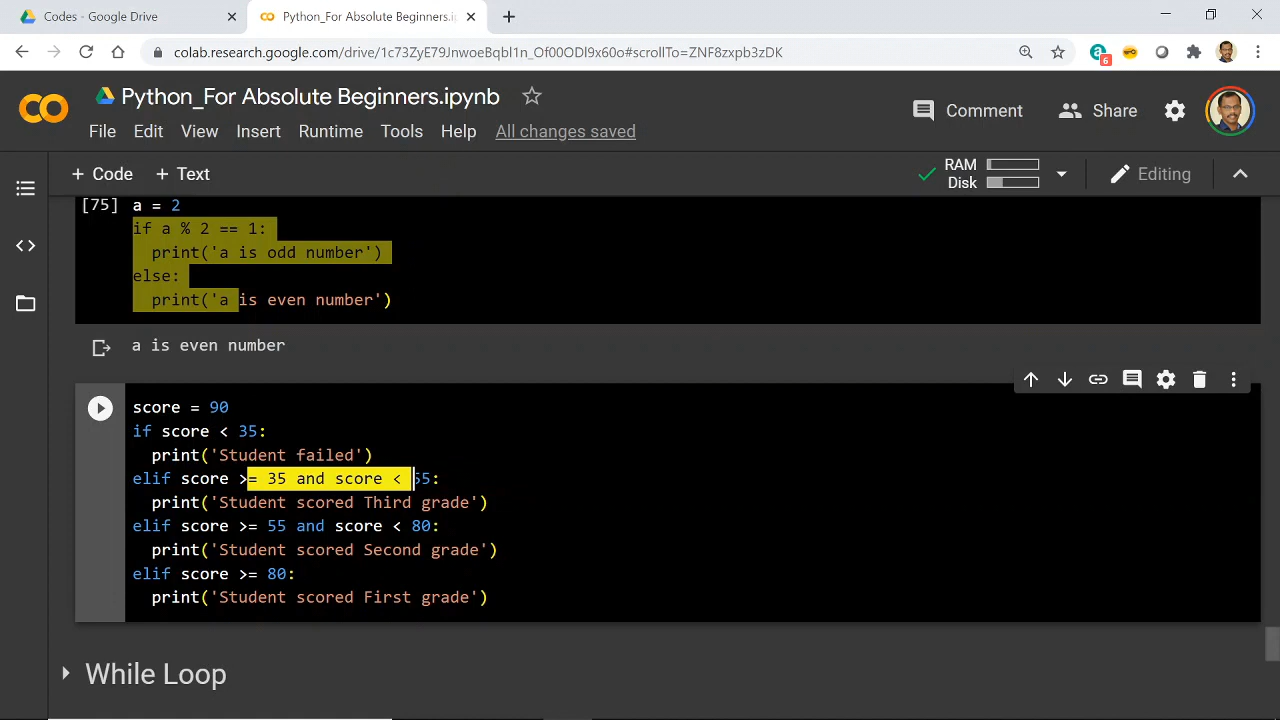 Codes - Google Drive
Python_For Absolute Beginners.ip
colab.research.google.com/drive/1c73ZyE79JnwoeBqbI1n_Of00ODl9x60o#scrollTo=ZNF8zxpb3zDK
6
Python_For Absolute Beginners.ipynb
Comment
Share
File Edit View Insert Runtime Tools Help All changes saved
+ Code + Text
RAM
Disk
Editing
[75] a = 2
if a % 2 == 1:
print('a is odd number')
else:
print('a is even number')
a is even number
score = 90
if score < 35:
print('Student failed')
elif score >= 35 and score < 55:
print('Student scored Third grade')
elif score >= 55 and score < 80:
print('Student scored Second grade')
elif score >= 80:
print('Student scored First grade')
While Loop